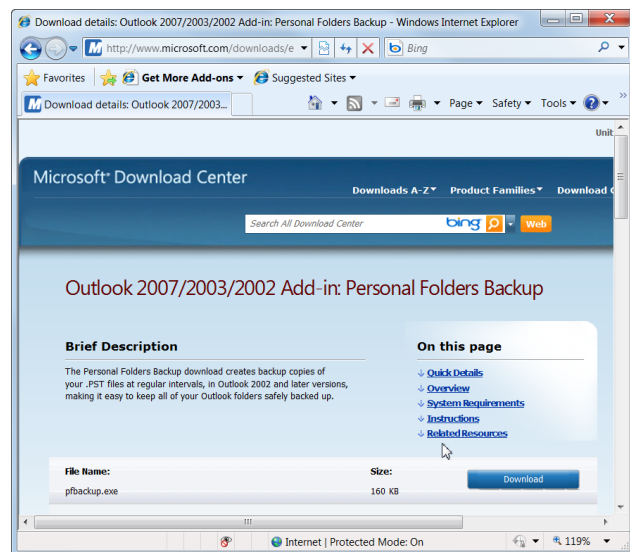 Download details: Outlook 2007/2003/2002 Add-in: Personal Folders Backup - Windows Internet Explorer
http://www.microsoft.com/downloads/e
Bing
Favorites Get More Add-ons Suggested Sites
Download details: Outlook 2007/2003...
Page Safety Tools
Unit
Microsoft Download Center
Downloads A-Z Product Families Download
Search All Download Center bing Web
Outlook 2007/2003/2002 Add-in: Personal Folders Backup
Brief Description
The Personal Folders Backup download creates backup copies of
your .PST files at regular intervals, in Outlook 2002 and later versions,
making it easy to keep all of your Outlook folders safely backed up.
On this page
Quick Details
Overview
System Requirements
Instructions
Related Resources
File Name: Size:
Download
pfbackup.exe 160 KB
Internet | Protected Mode: On 119%